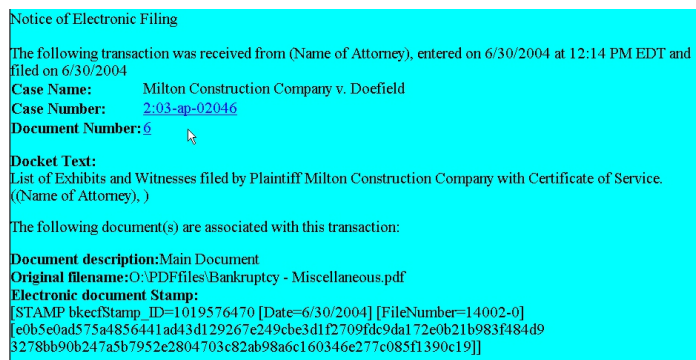 Notice of Electronic Filing
The following transaction was received from (Name of Attorney), entered on 6/30/2004 at 12:14 PM EDT and
filed on 6/30/2004
Case Name: Milton Construction Company v. Doefield
Case Number: 2:03-ap-02046
Document Number: 6
Docket Text:
List of Exhibits and Witnesses filed by Plaintiff Milton Construction Company with Certificate of Service.
((Name of Attorney), )
The following document(s) are associated with this transaction:
Document description:Main Document
Original filename:O:\PDFfiles\Bankruptcy - Miscellaneous.pdf
Electronic document Stamp:
[STAMP bkecfStamp_ID=1019576470 [Date=6/30/2004] [FileNumber=14002-0]
[e0b5e0ad575a4856441ad43d129267e249cbe3d1f2709fdc9da172e0b21b983f484d9
3278bb90b247a5b7952e2804703c82ab98a6c160346e277c085f1390c19]]